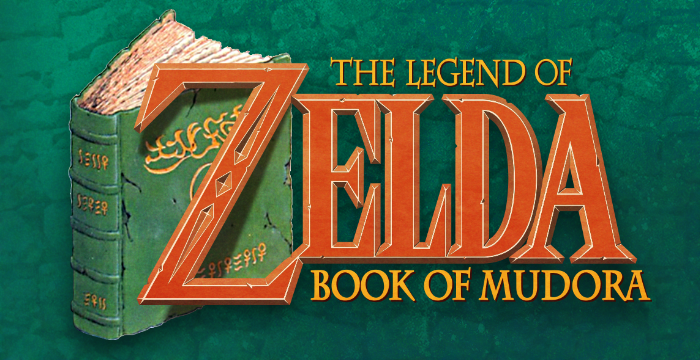 THE LEGEND OF
ZELDA
BOOK OF MUDORA